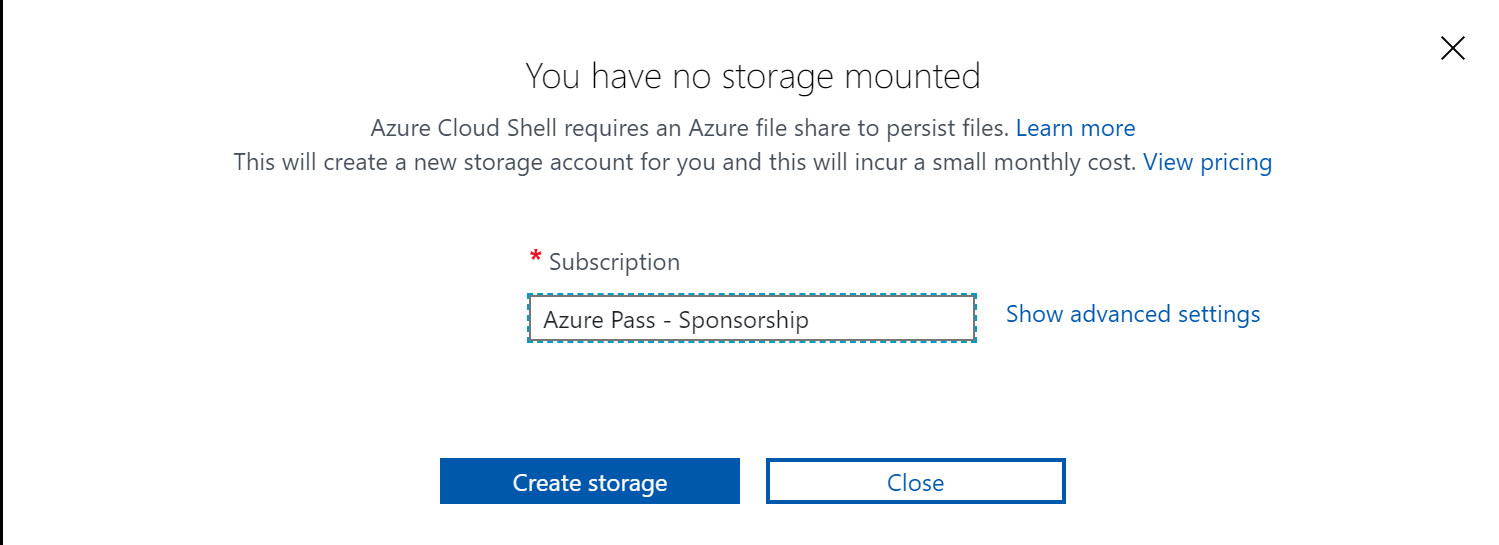 You have no storage mounted
Azure Cloud Shell requires an Azure file share to persist files. Learn more
This will create a new storage account for you and this will incur a small monthly cost. View pricing
* Subscription
Azure Pass - Sponsorship
Show advanced settings
Create storage
Close